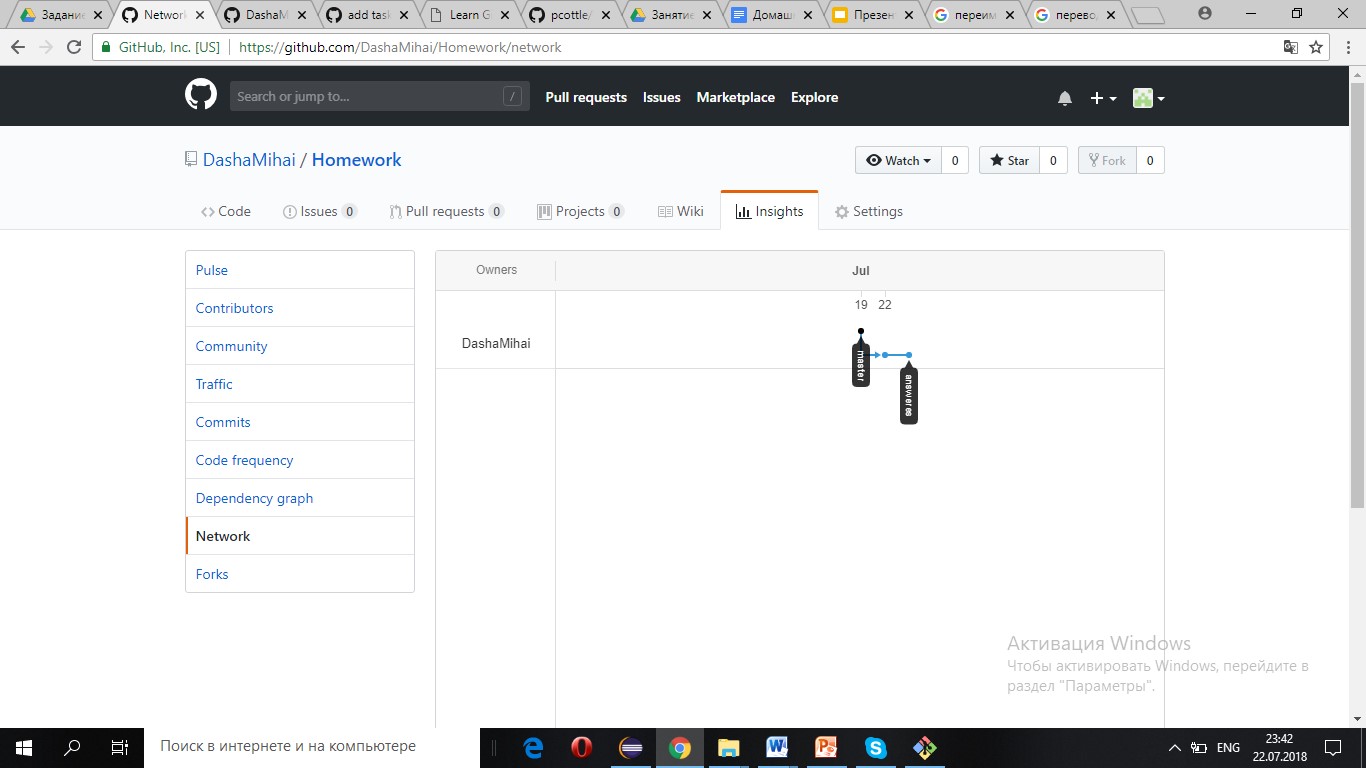 Задание
Network
DashaM
add task
Learn G
pcottle/
Занятие
Домаш
Презен
переим
перево
GitHub, Inc. [US]
https://github.com/DashaMihai/Homework/network
Search or jump to...
/
Pull requests
Issues
Marketplace
Explore
DashaMihai / Homework
Watch 0
Star 0
Fork 0
Code
Issues 0
Pull requests 0
Projects 0
Wiki
Insights
Settings
Pulse
Contributors
Community
Traffic
Commits
Code frequency
Dependency graph
Network
Forks
Owners
Jul
19 22
DashaMihai
master
answeres
Активация Windows
Чтобы активировать Windows, перейдите в
раздел "Параметры".
Поиск в интернете и на компьютере
ENG
23:42
22.07.2018